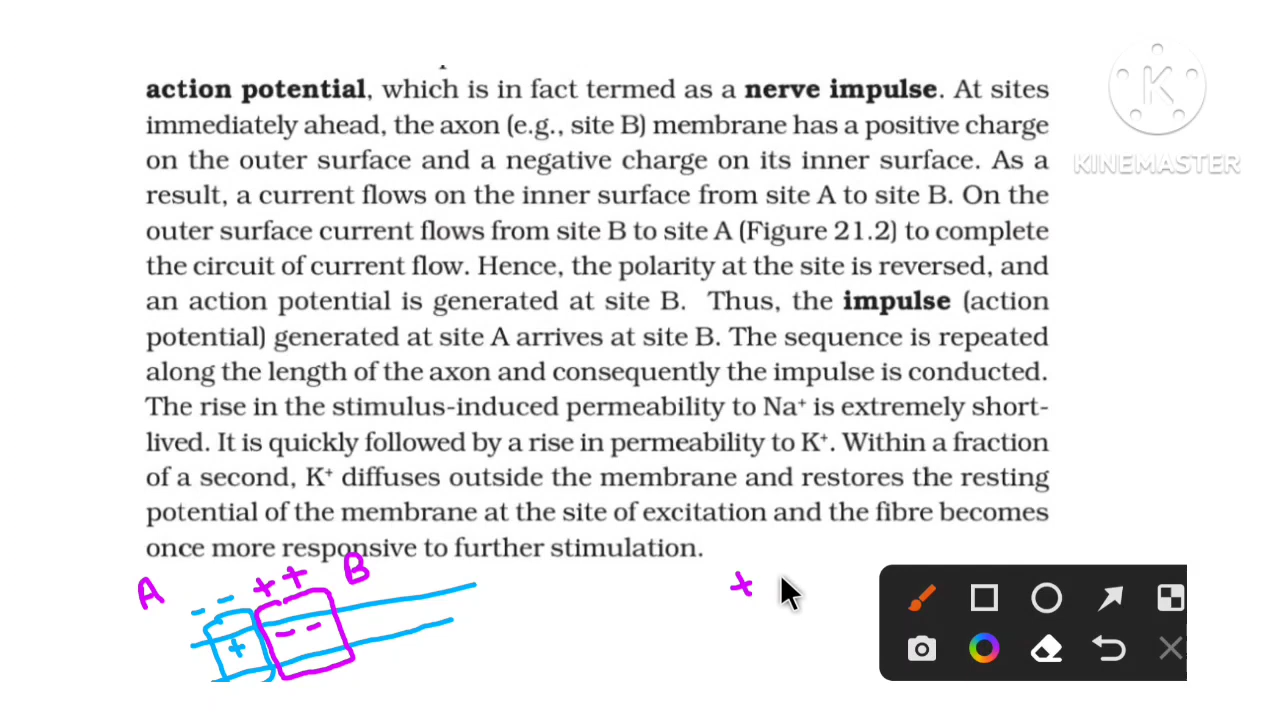 action potential, which is in fact termed as a nerve impulse. At sites
KINEMASTER
immediately ahead, the axon (e.g., site B) membrane has a positive charge
on the outer surface and a negative charge on its inner surface. As a
result, a current flows on the inner surface from site A to site B. On the
outer surface current flows from site B to site A (Figure 21.2) to complete
the circuit of current flow. Hence, the polarity at the site is reversed, and
an action potential is generated at site B. Thus, the impulse (action
potential) generated at site A arrives at site B. The sequence is repeated
along the length of the axon and consequently the impulse is conducted.
The rise in the stimulus-induced permeability to Na⁺ is extremely short-
lived. It is quickly followed by a rise in permeability to K⁺. Within a fraction
of a second, K⁺ diffuses outside the membrane and restores the resting
potential of the membrane at the site of excitation and the fibre becomes
once more responsive to further stimulation.
A - - + + B +
+ - -